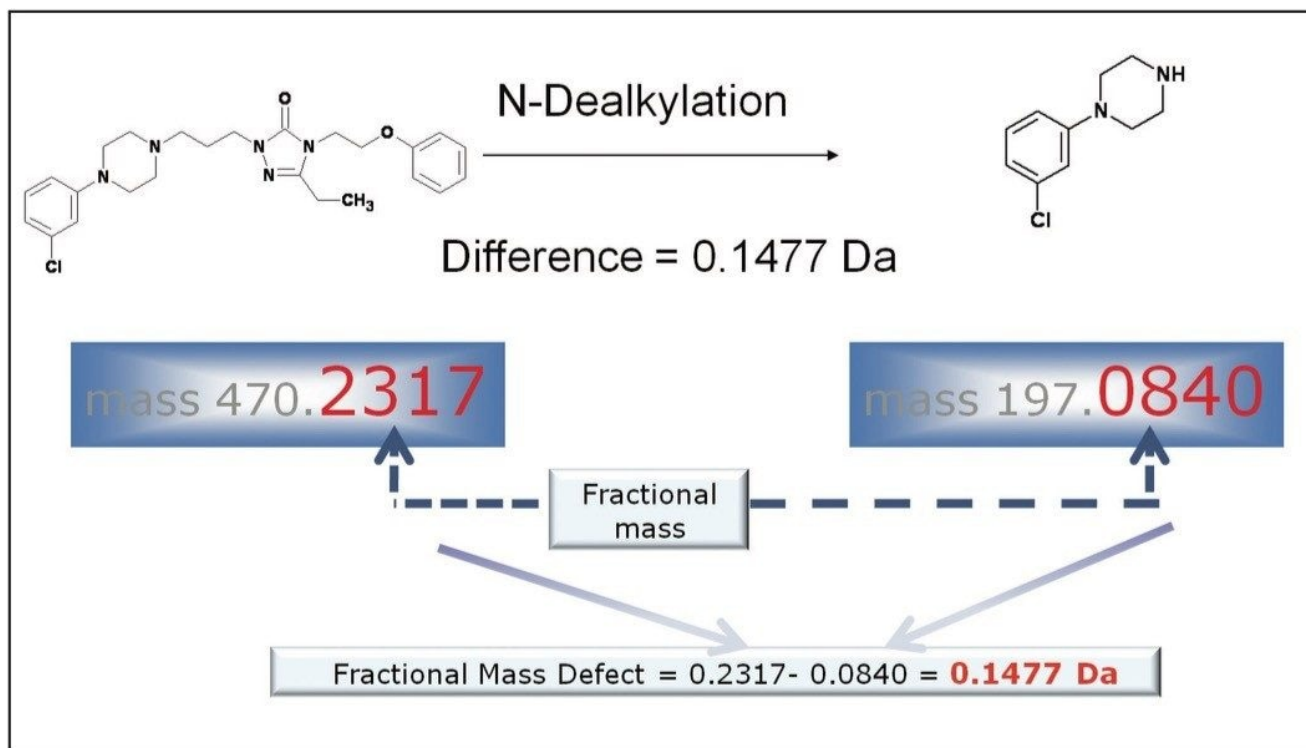 N-Dealkylation
O
N
N
N
N
N
O
CH3
Cl
NH
N
Cl
Difference = 0.1477 Da
mass 470.2317
mass 197.0840
Fractional
mass
Fractional Mass Defect = 0.2317- 0.0840 = 0.1477 Da